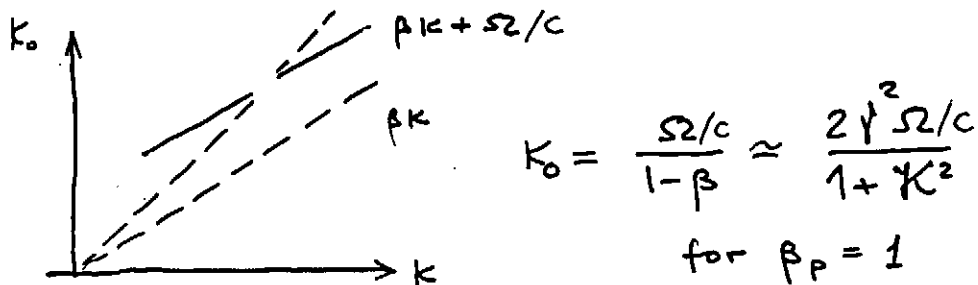 K₀
βK + Ω/c
βK
K
K₀ = Ω/c / 1-β ≃ 2γ²Ω/c / 1+𝒦²
for βₚ = 1